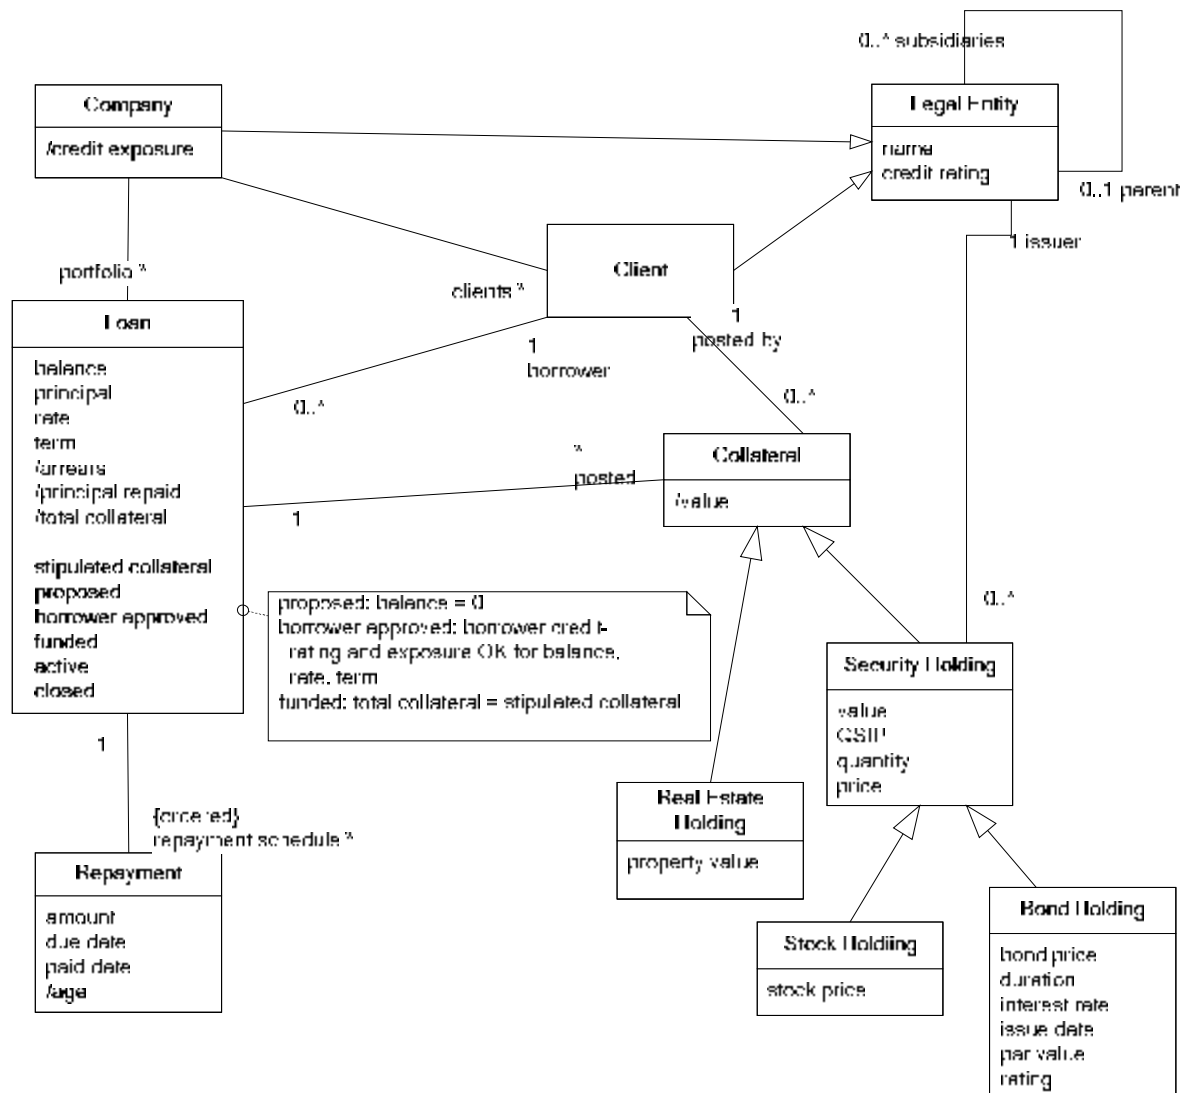 0..* subsidiaries
Company
/credit exposure
Legal Entity
name
credit rating
0..1 parent
1 issuer
portfolio *
clients *
Client
1
posted by
1
borrower
0..*
0..*
Loan
balance
principal
rate
term
/arrears
/principal repaid
/total collateral
stipulated collateral
proposed
borrower approved
funded
active
closed
*
posted
1
Collateral
/value
proposed: balance = 0
borrower approved: borrower credit-
rating and exposure OK for balance,
rate, term
funded: total collateral = stipulated collateral
0..*
Security Holding
value
CSIP
quantity
price
1
{ordered}
repayment schedule *
Repayment
amount
due date
paid date
/age
Real Estate
Holding
property value
Stock Holdiing
stock price
Bond Holding
bond price
duration
interest rate
issue date
par value
rating